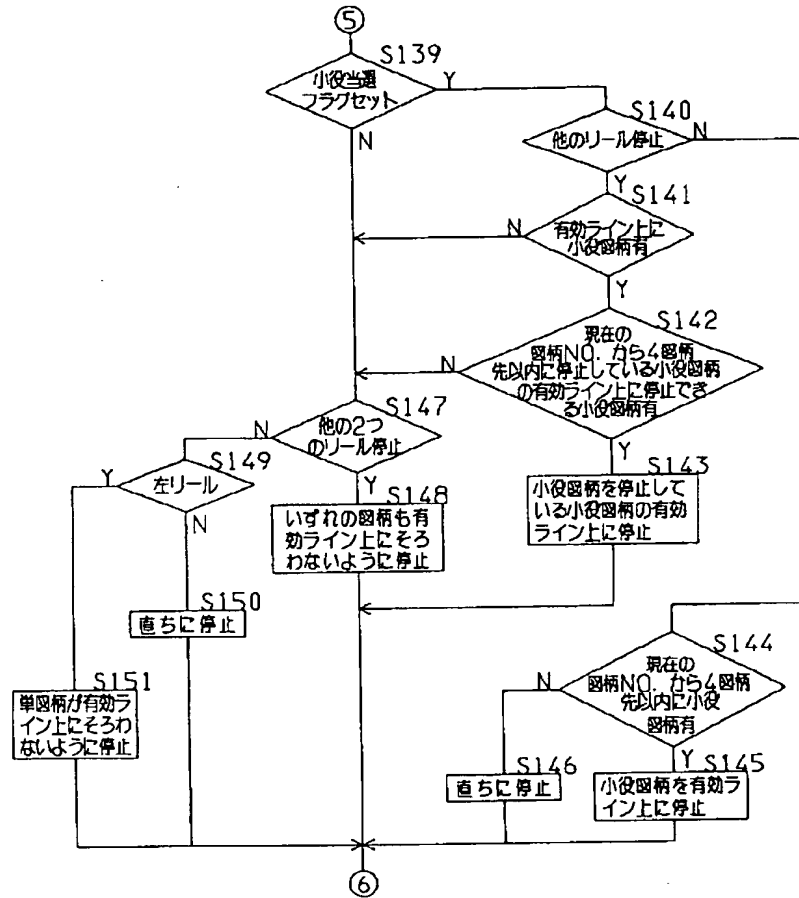 5
S139
小役当選
フラグセット
Y
N
S140
他のリール停止
N
Y
S141
有効ライン上に
小役図柄有
N
Y
S142
現在の
図柄NO.から4図柄
先以内に停止している小役図柄
の有効ライン上に停止でき
る小役図柄有
N
Y
S143
小役図柄を停止して
いる小役図柄の有効
ライン上に停止
S147
他の2つ
のリール停止
N
Y
S148
いずれの図柄も有
効ライン上にそろ
わないように停止
S149
左リール
Y
N
S150
直ちに停止
S151
単図柄が有効ラ
イン上にそろわ
ないように停止
S144
現在の
図柄NO.から4図柄
先以内に小役
図柄有
N
Y
S145
小役図柄を有効ラ
イン上に停止
S146
直ちに停止
6